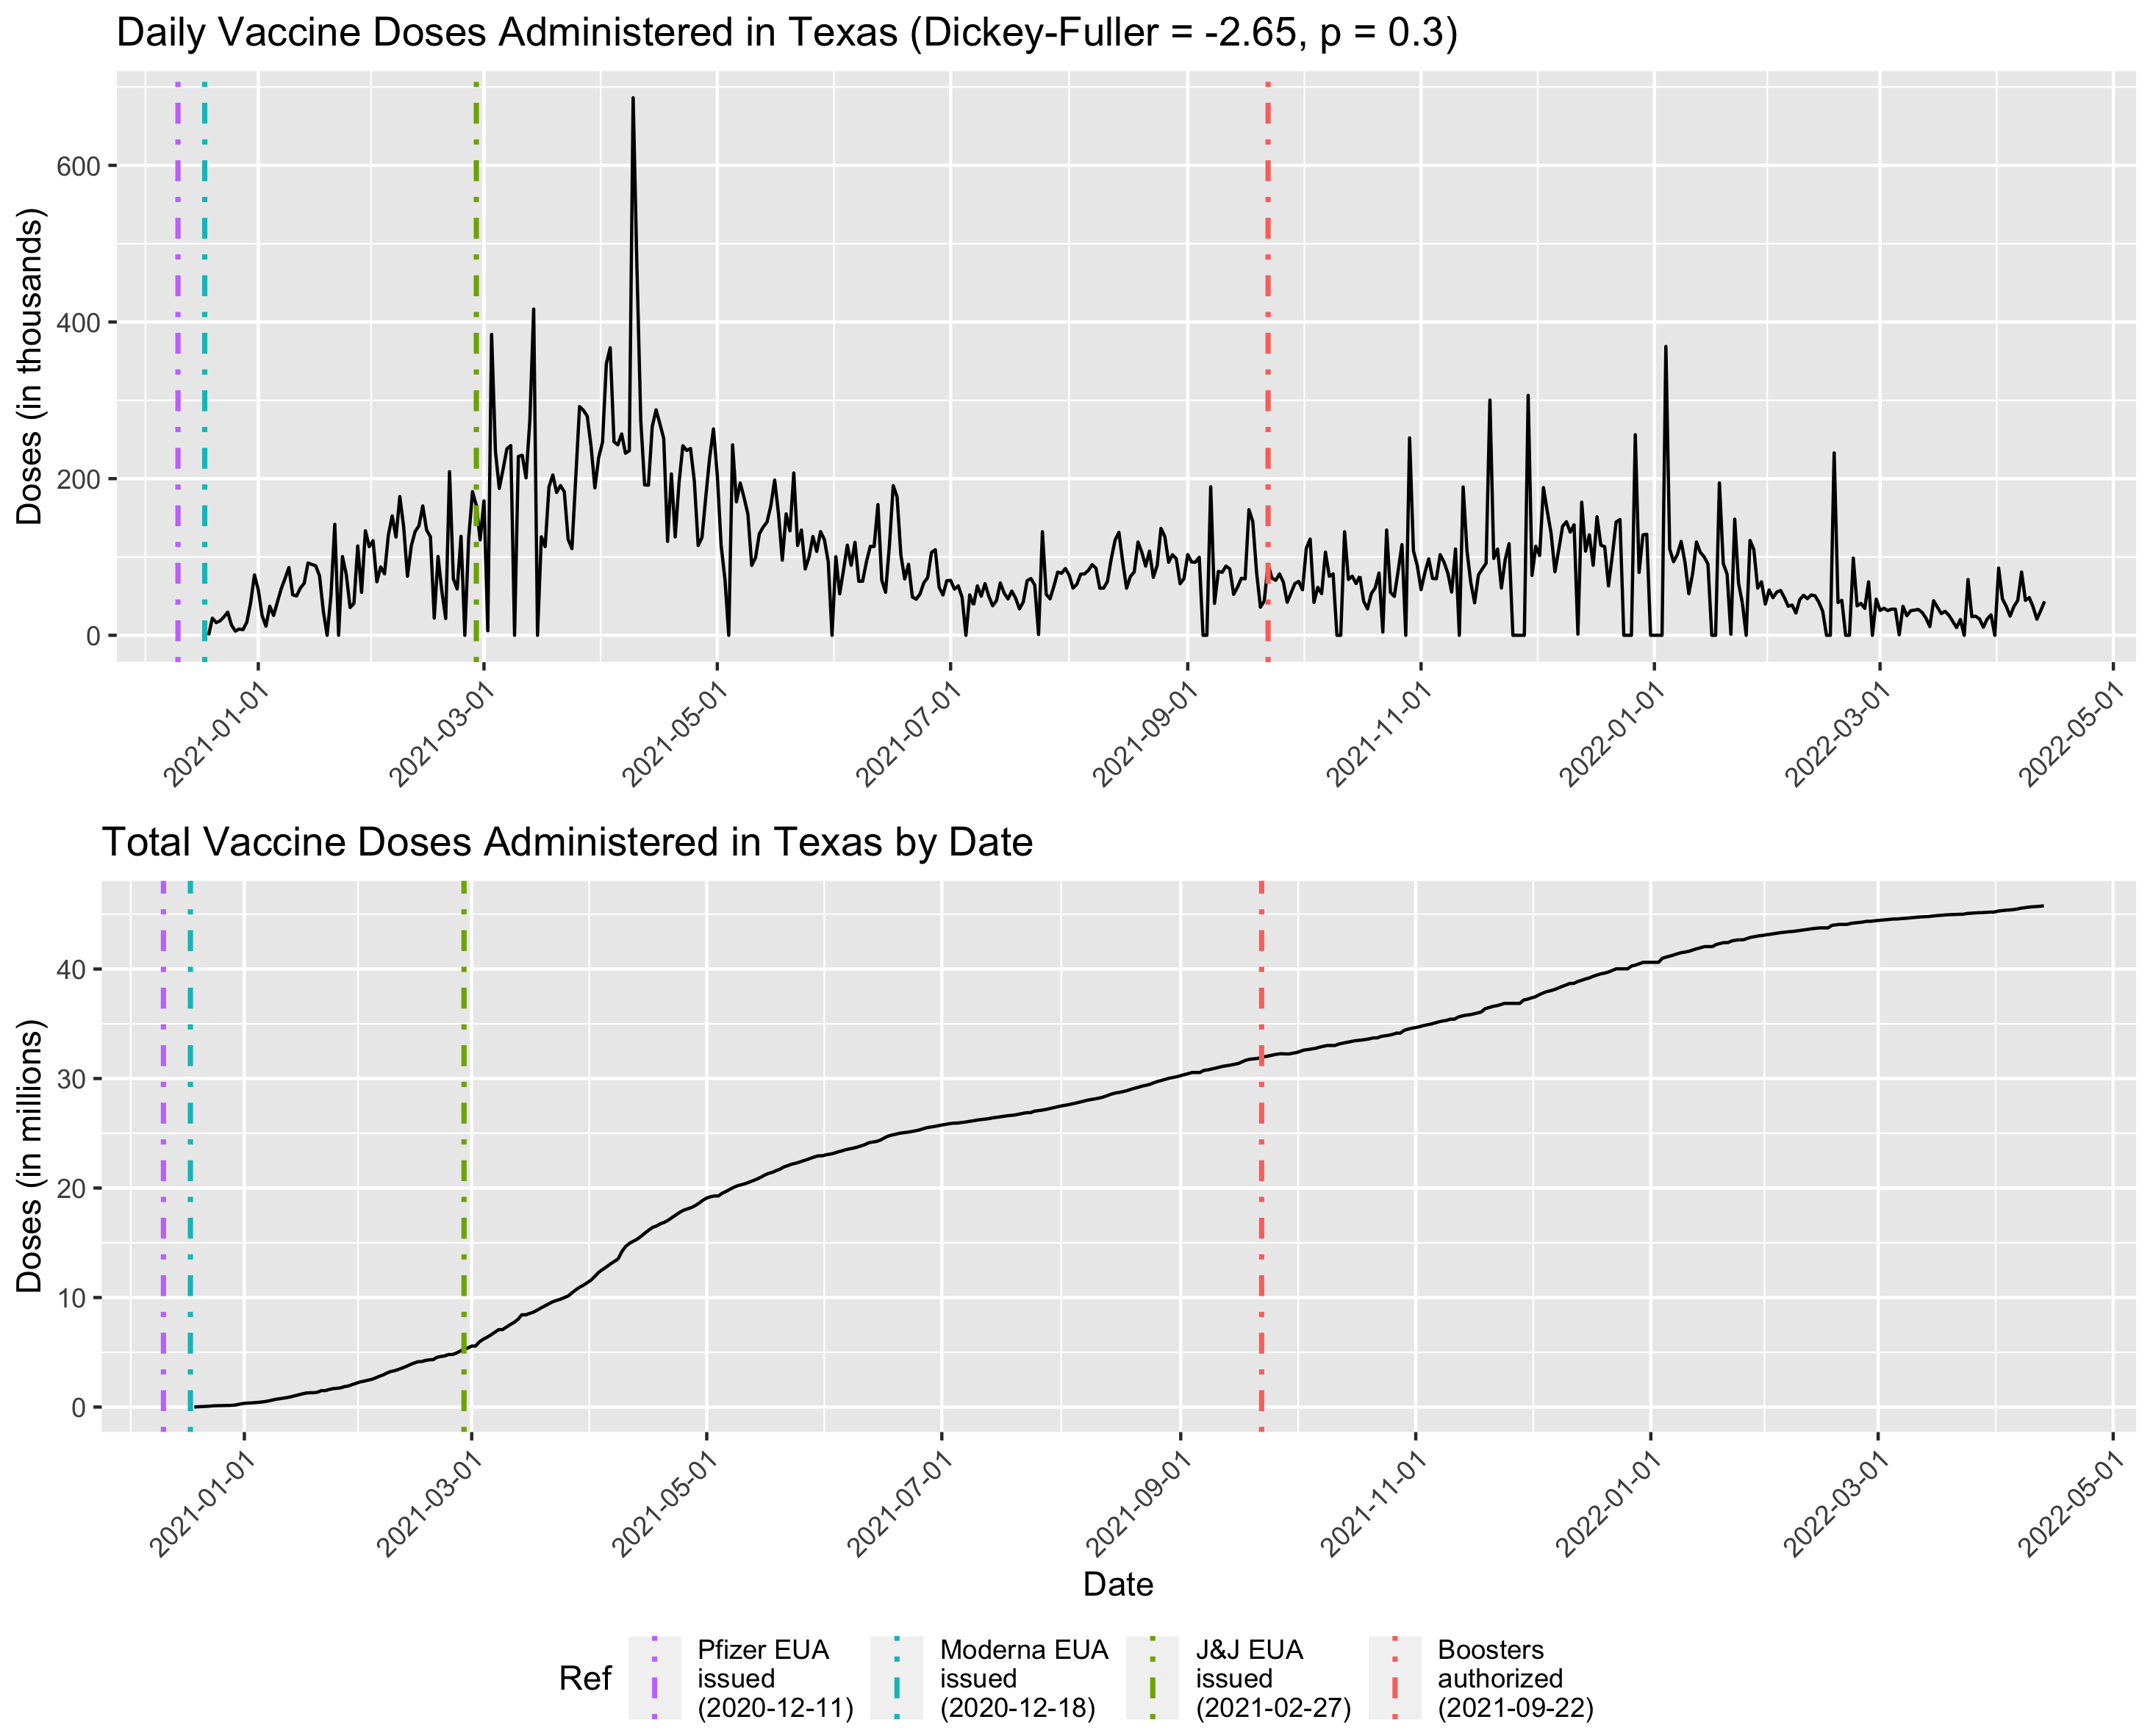 Daily Vaccine Doses Administered in Texas (Dickey-Fuller = -2.65, p = 0.3)
Doses (in thousands)
600
400
200
0
2021-01-01
2021-03-01
2021-05-01
2021-07-01
2021-09-01
2021-11-01
2022-01-01
2022-03-01
2022-05-01
Total Vaccine Doses Administered in Texas by Date
Doses (in millions)
40
30
20
10
0
2021-01-01
2021-03-01
2021-05-01
2021-07-01
2021-09-01
2021-11-01
2022-01-01
2022-03-01
2022-05-01
Date
Ref
Pfizer EUA
issued
(2020-12-11)
Moderna EUA
issued
(2020-12-18)
J&J EUA
issued
(2021-02-27)
Boosters
authorized
(2021-09-22)